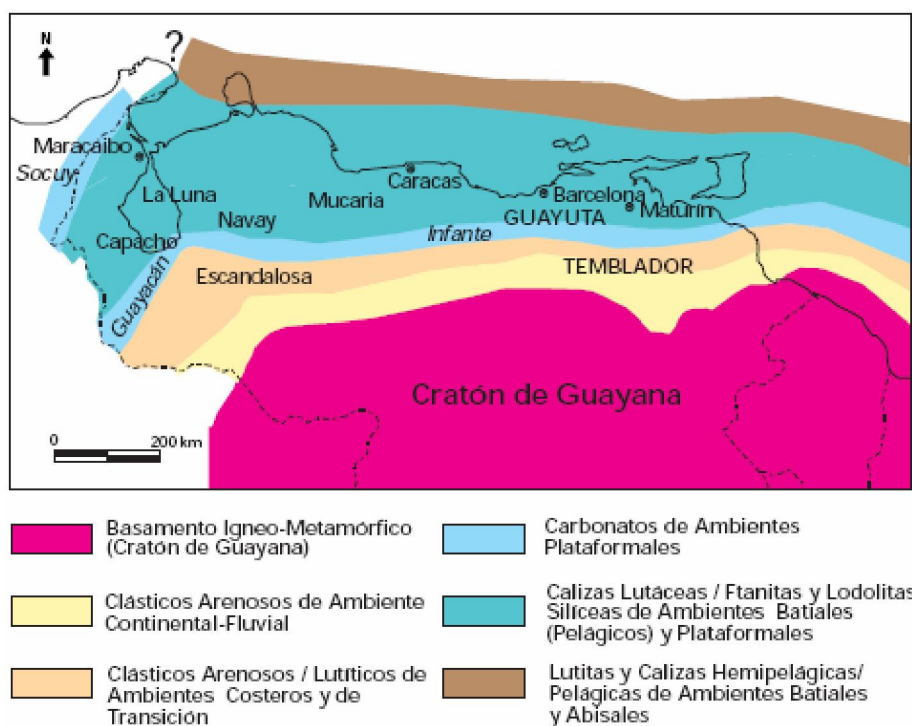 N
?
Maracaibo
Socuy
La Luna
Mucaria
Caracas
Barcelona
Navay
Infante
GUAYUTA
Maturín
Capacho
Guayacán
Escandalosa
TEMBLADOR
Cratón de Guayana
0 200 km
Basamento Igneo-Metamórfico
(Cratón de Guayana)
Clásticos Arenosos de Ambiente
Continental-Fluvial
Clásticos Arenosos / Lutíticos de
Ambientes Costeros y de
Transición
Carbonatos de Ambientes
Plataformales
Calizas Lutáceas / Ftanitas y Lodolitas
Silíceas de Ambientes Batiales
(Pelágicos) y Plataformales
Lutitas y Calizas Hemipelágicas/
Pelágicas de Ambientes Batiales
y Abisales